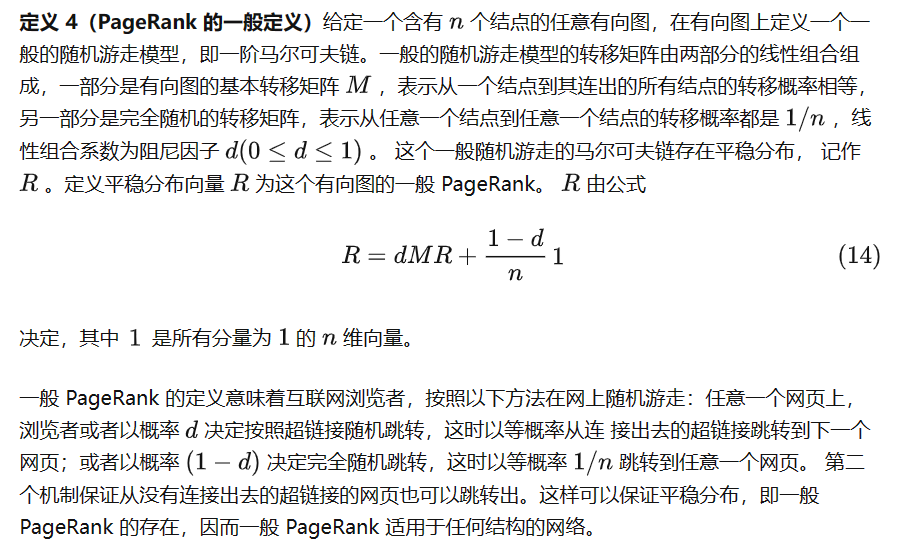 定义 4（PageRank 的一般定义）给定一个含有 n 个结点的任意有向图，在有向图上定义一个一
般的随机游走模型，即一阶马尔可夫链。一般的随机游走模型的转移矩阵由两部分的线性组合组
成，一部分是有向图的基本转移矩阵 M ，表示从一个结点到其连出的所有结点的转移概率相等，
另一部分是完全随机的转移矩阵，表示从任意一个结点到任意一个结点的转移概率都是 1/n ，线
性组合系数为阻尼因子 d(0 ≤ d ≤ 1) 。 这个一般随机游走的马尔可夫链存在平稳分布， 记作
R 。定义平稳分布向量 R 为这个有向图的一般 PageRank。 R 由公式
R = dMR + \frac{1 − d}{n} 1 (14)
决定，其中 1 是所有分量为 1 的 n 维向量。
一般 PageRank 的定义意味着互联网浏览者，按照以下方法在网上随机游走：任意一个网页上，
浏览者或者以概率 d 决定按照超链接随机跳转，这时以等概率从连 接出去的超链接跳转到下一个
网页；或者以概率 (1 − d) 决定完全随机跳转，这时以等概率 1/n 跳转到任意一个网页。 第二
个机制保证从没有连接出去的超链接的网页也可以跳转出。这样可以保证平稳分布，即一般
PageRank 的存在，因而一般 PageRank 适用于任何结构的网络。